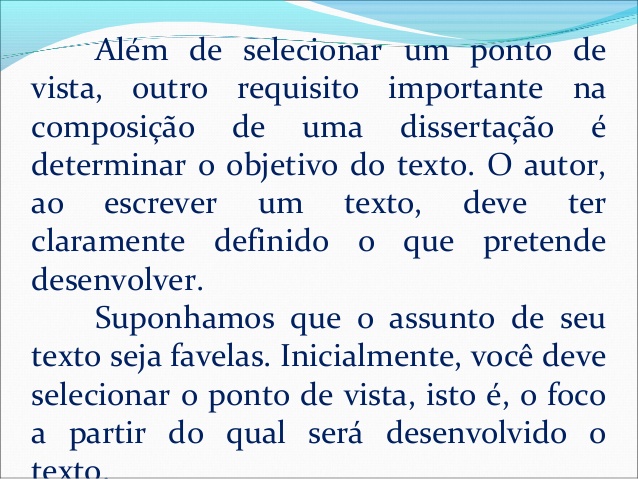 Além de selecionar um ponto de
vista, outro requisito importante na
composição de uma dissertação é
determinar o objetivo do texto. O autor,
ao escrever um texto, deve ter
claramente definido o que pretende
desenvolver.
Suponhamos que o assunto de seu
texto seja favelas. Inicialmente, você deve
selecionar o ponto de vista, isto é, o foco
a partir do qual será desenvolvido o
texto.